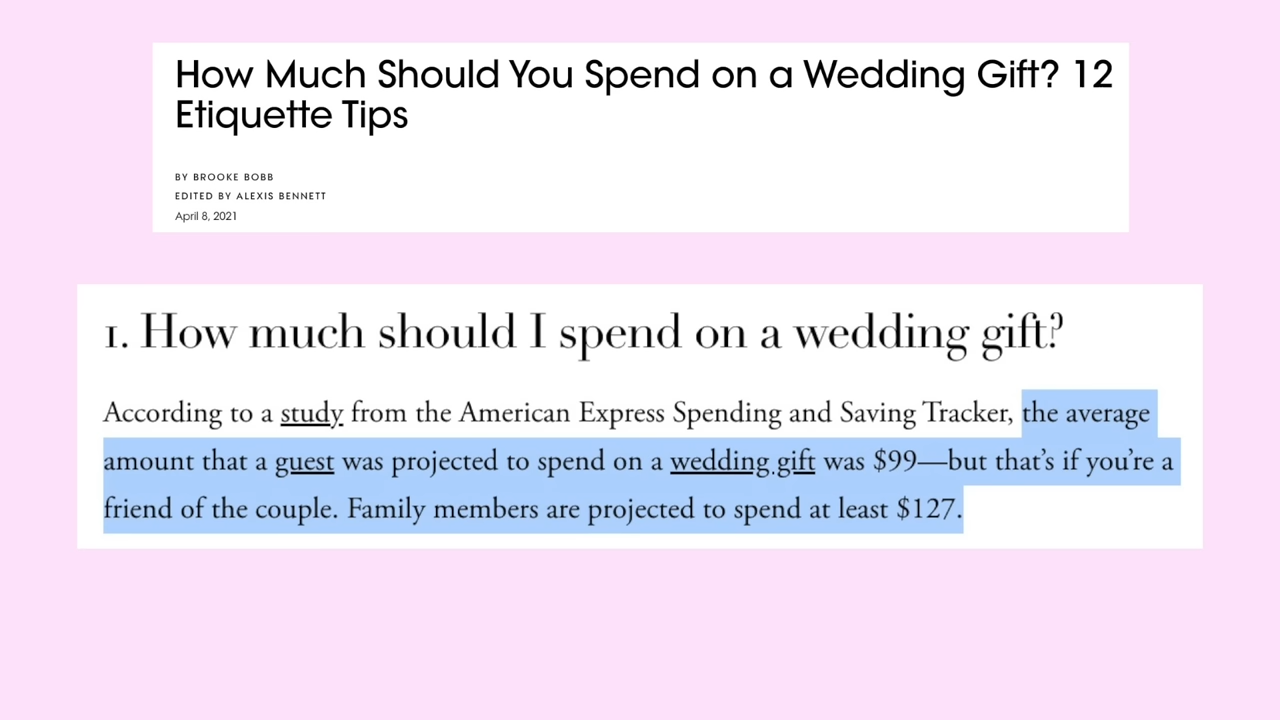 How Much Should You Spend on a Wedding Gift? 12
Etiquette Tips
BY BROOKE BOBB
EDITED BY ALEXIS BENNETT
April 8, 2021
1. How much should I spend on a wedding gift?
According to a study from the American Express Spending and Saving Tracker, the average
amount that a guest was projected to spend on a wedding gift was $99—but that’s if you’re a
friend of the couple. Family members are projected to spend at least $127.